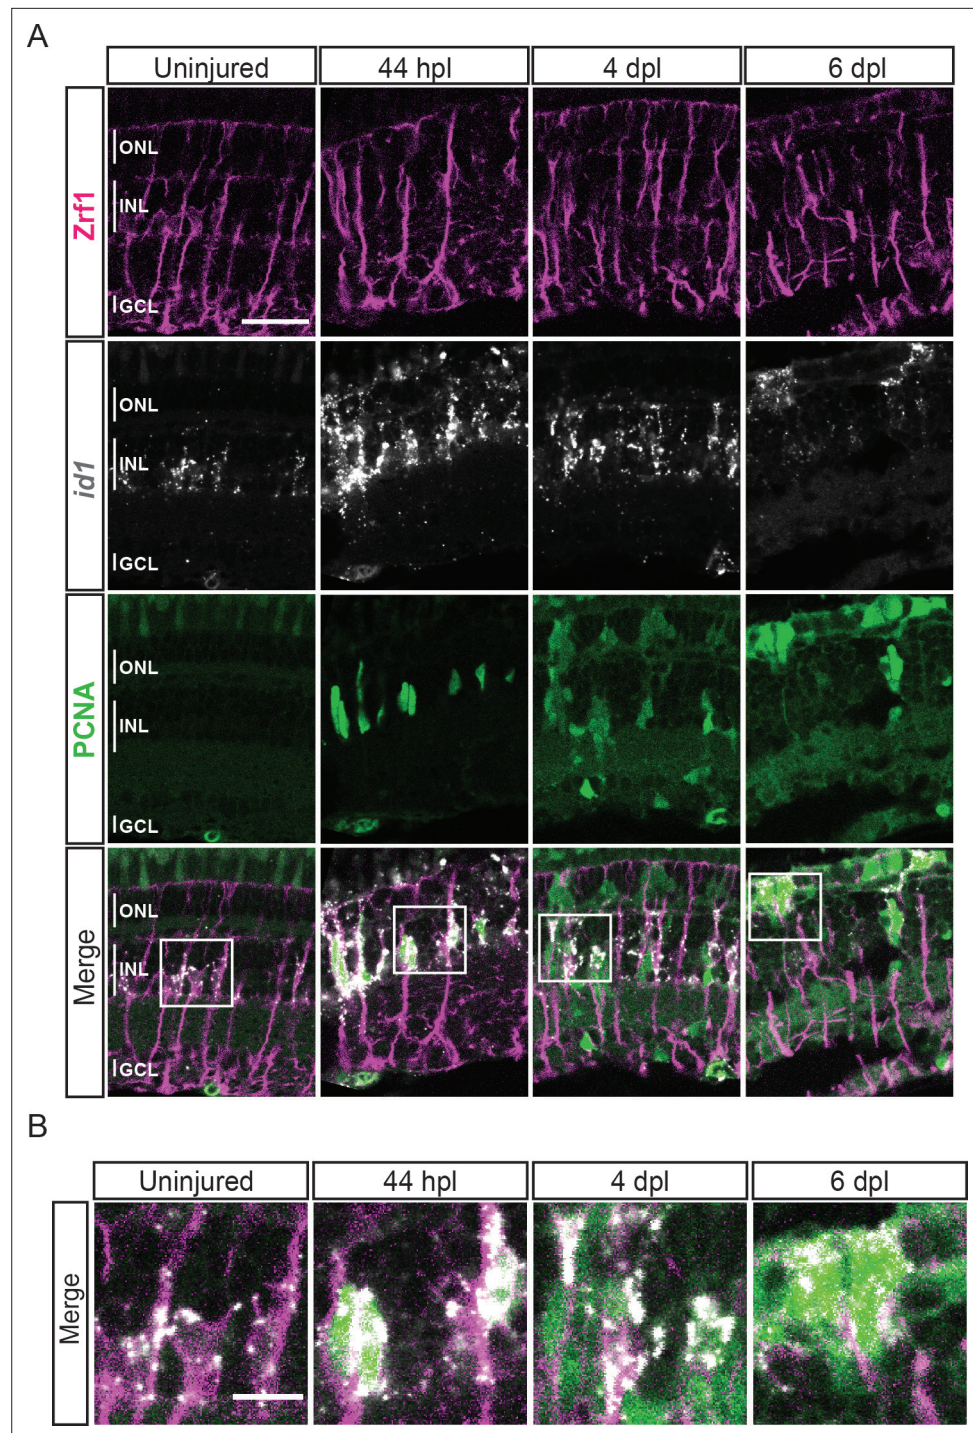 A
Uninjured
44 hpl
4 dpl
6 dpl
Zrf1
ONL
INL
GCL
id1
ONL
INL
GCL
PCNA
ONL
INL
GCL
Merge
ONL
INL
GCL
B
Uninjured
44 hpl
4 dpl
6 dpl
Merge